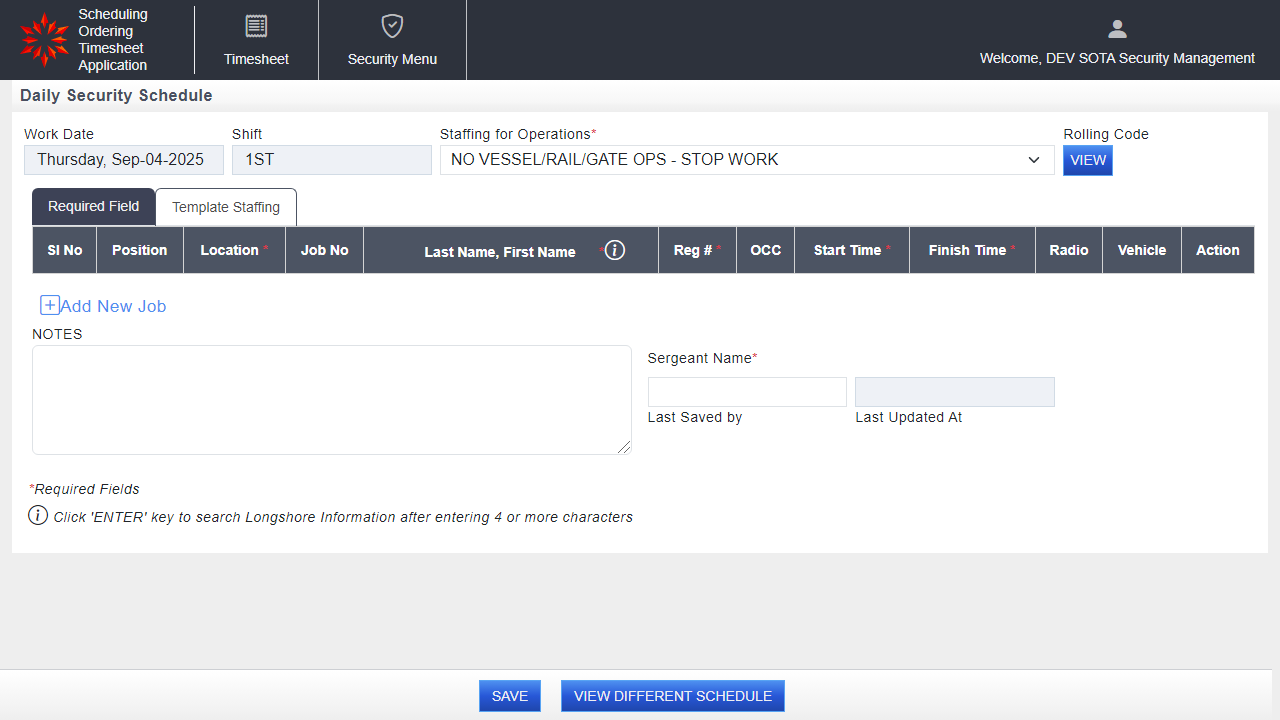 Scheduling
Ordering
Timesheet
Application
Timesheet
Security Menu
Welcome, DEV SOTA Security Management
Daily Security Schedule
Work Date
Shift
Staffing for Operations*
Rolling Code
Thursday, Sep-04-2025
1ST
NO VESSEL/RAIL/GATE OPS - STOP WORK
VIEW
Required Field
Template Staffing
Sl No
Position
Location *
Job No
Last Name, First Name *
Reg # *
OCC
Start Time *
Finish Time *
Radio
Vehicle
Action
Add New Job
NOTES
Sergeant Name*
Last Saved by
Last Updated At
*Required Fields
Click 'ENTER' key to search Longshore Information after entering 4 or more characters
SAVE
VIEW DIFFERENT SCHEDULE